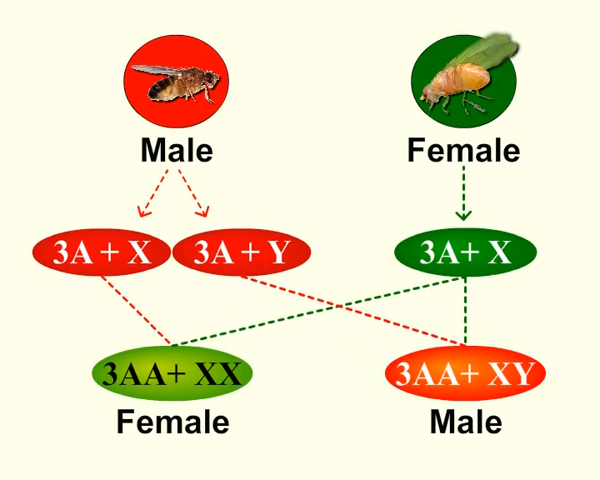 Male
Female
3A + X
3A + Y
3A+ X
3AA+ XX
3AA+ XY
Female
Male